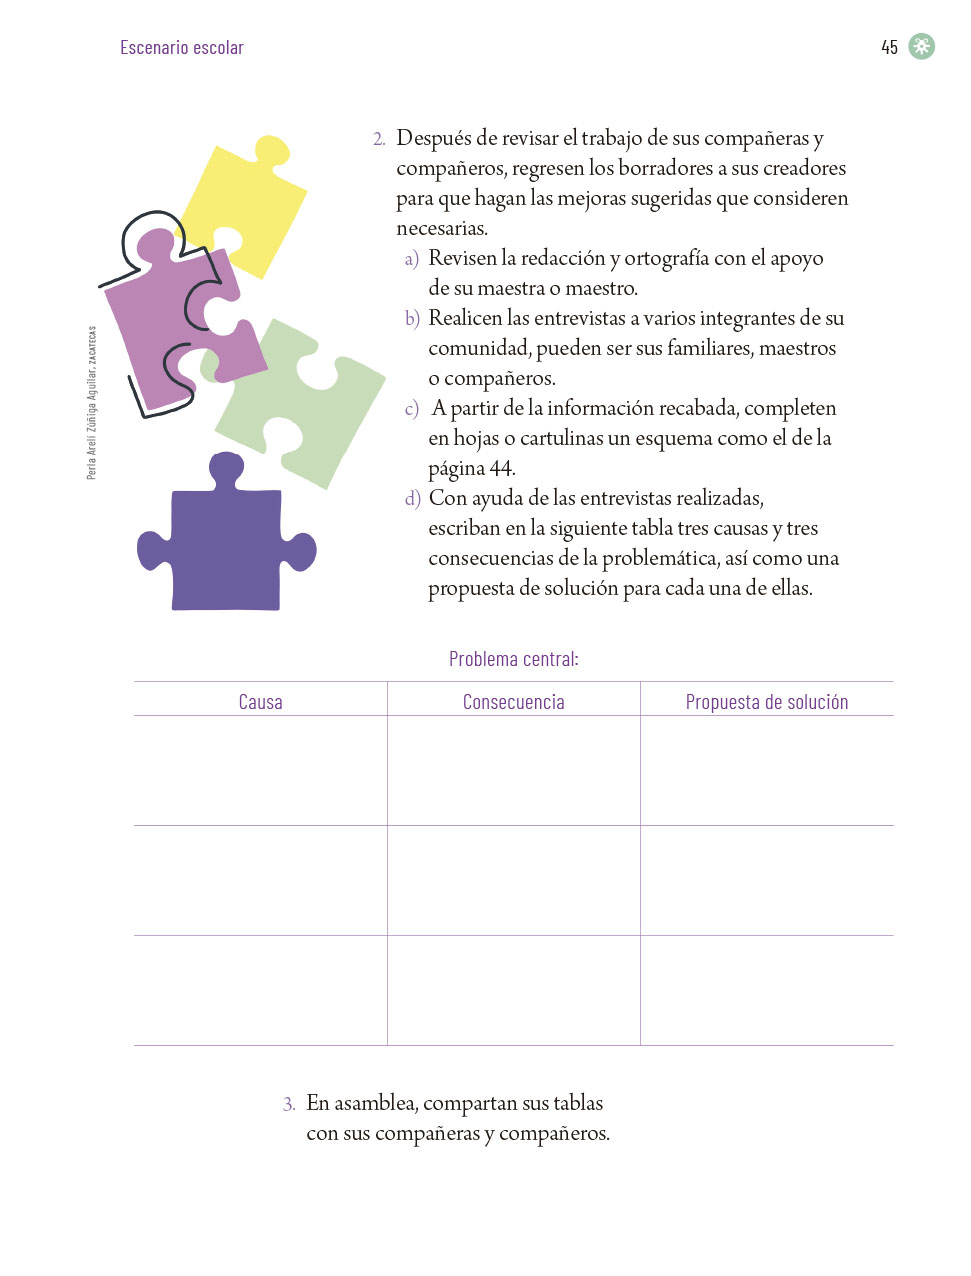 Escenario escolar
45
2. Después de revisar el trabajo de sus compañeras y
compañeros, regresen los borradores a sus creadores
para que hagan las mejoras sugeridas que consideren
necesarias.
a) Revisen la redacción y ortografía con el apoyo
de su maestra o maestro.
b) Realicen las entrevistas a varios integrantes de su
comunidad, pueden ser sus familiares, maestros
o compañeros.
c) A partir de la información recabada, completen
en hojas o cartulinas un esquema como el de la
página 44.
d) Con ayuda de las entrevistas realizadas,
escriban en la siguiente tabla tres causas y tres
consecuencias de la problemática, así como una
propuesta de solución para cada una de ellas.
Perla Areli Zúñiga Aguilar, ZACATECAS
Problema central:
Causa Consecuencia Propuesta de solución
3. En asamblea, compartan sus tablas
con sus compañeras y compañeros.